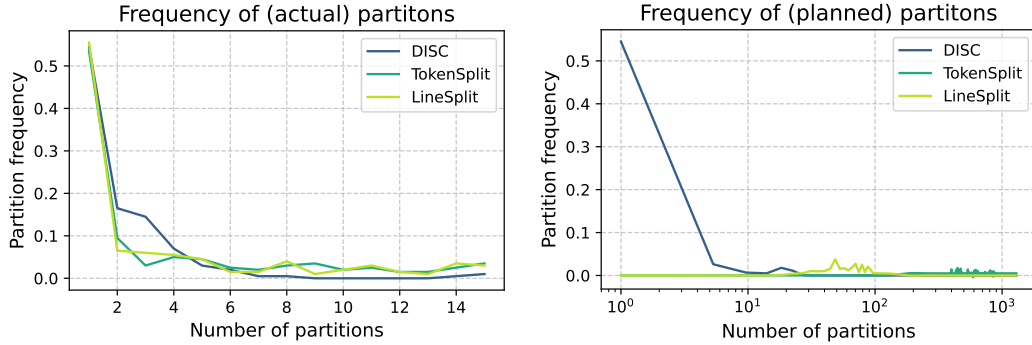 Frequency of (actual) partitons
Partition frequency
0.5
0.4
0.3
0.2
0.1
0.0
2
4
6
8
10
12
14
Number of partitions
DISC
TokenSplit
LineSplit
Frequency of (planned) partitons
Partition frequency
0.5
0.4
0.3
0.2
0.1
0.0
10⁰
10¹
10²
10³
Number of partitions
DISC
TokenSplit
LineSplit